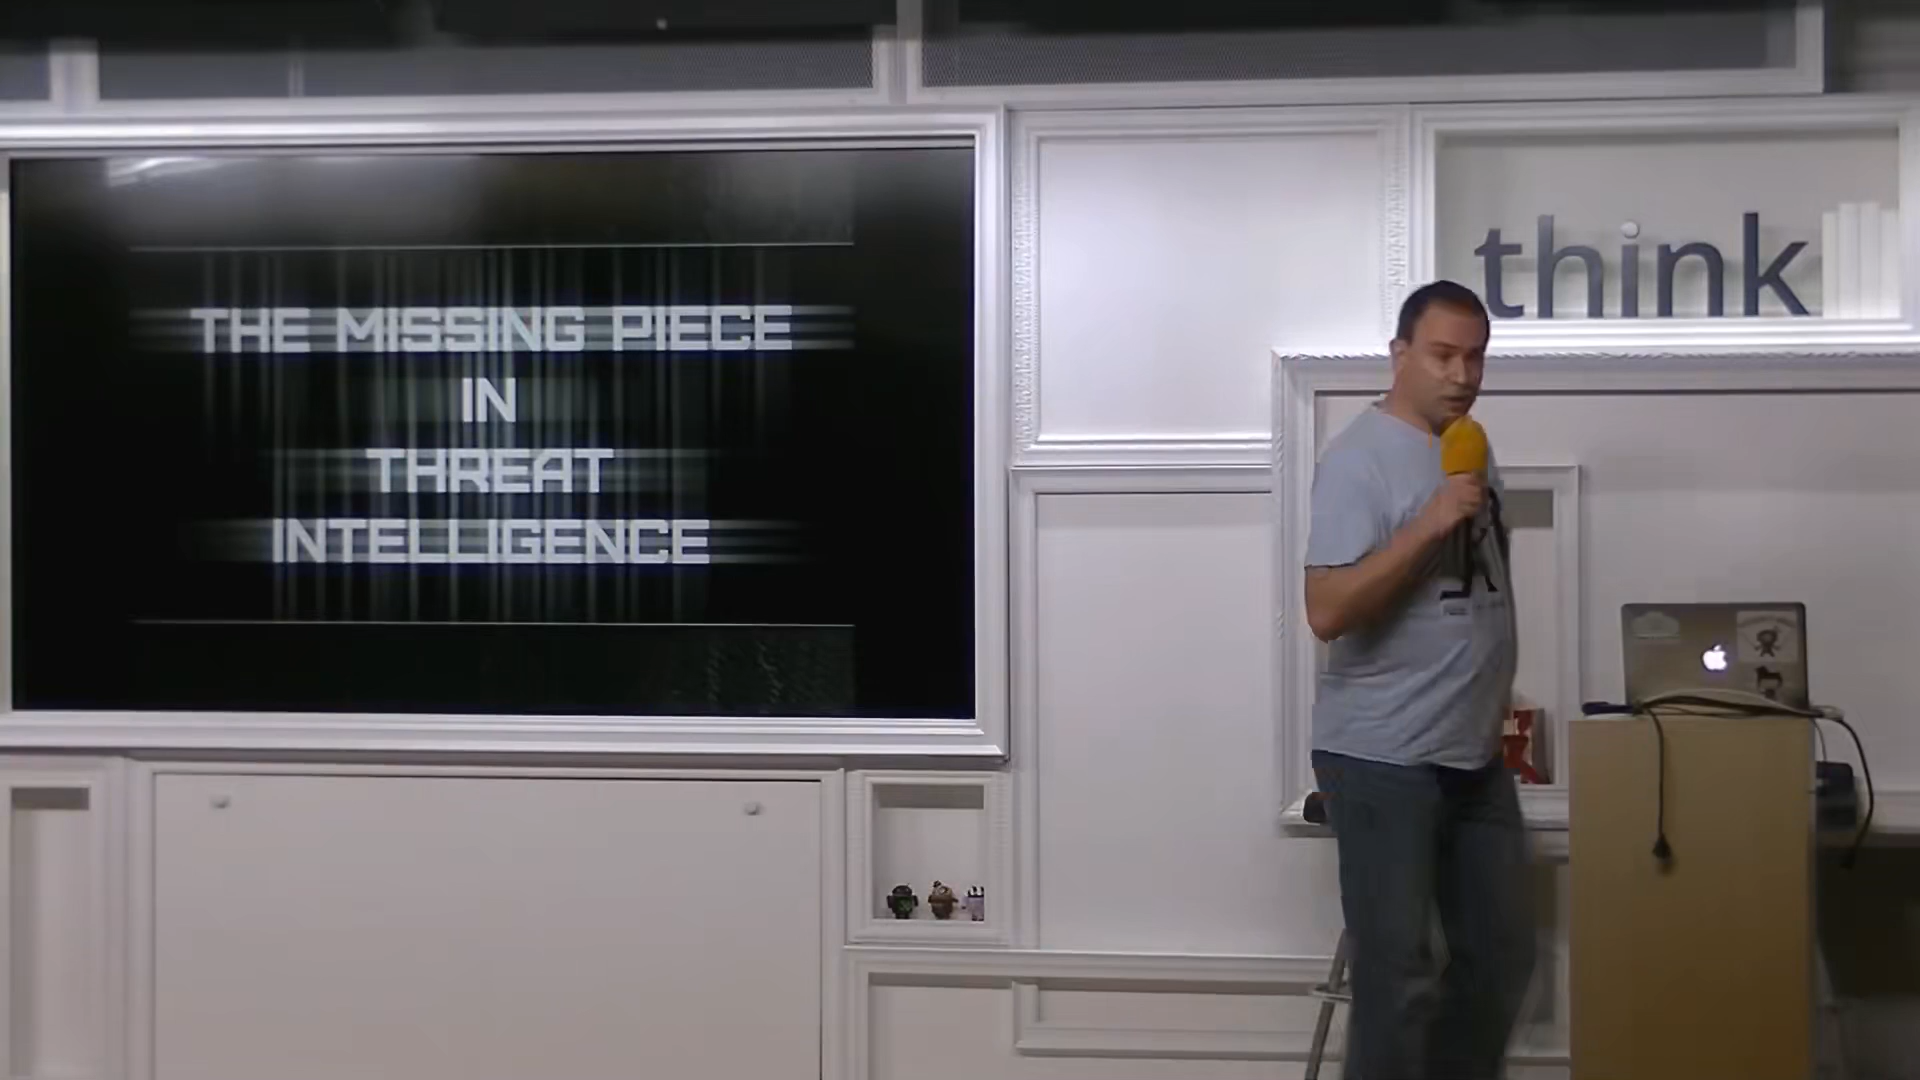 THE MISSING PIECE
IN
THREAT
INTELLIGENCE
think